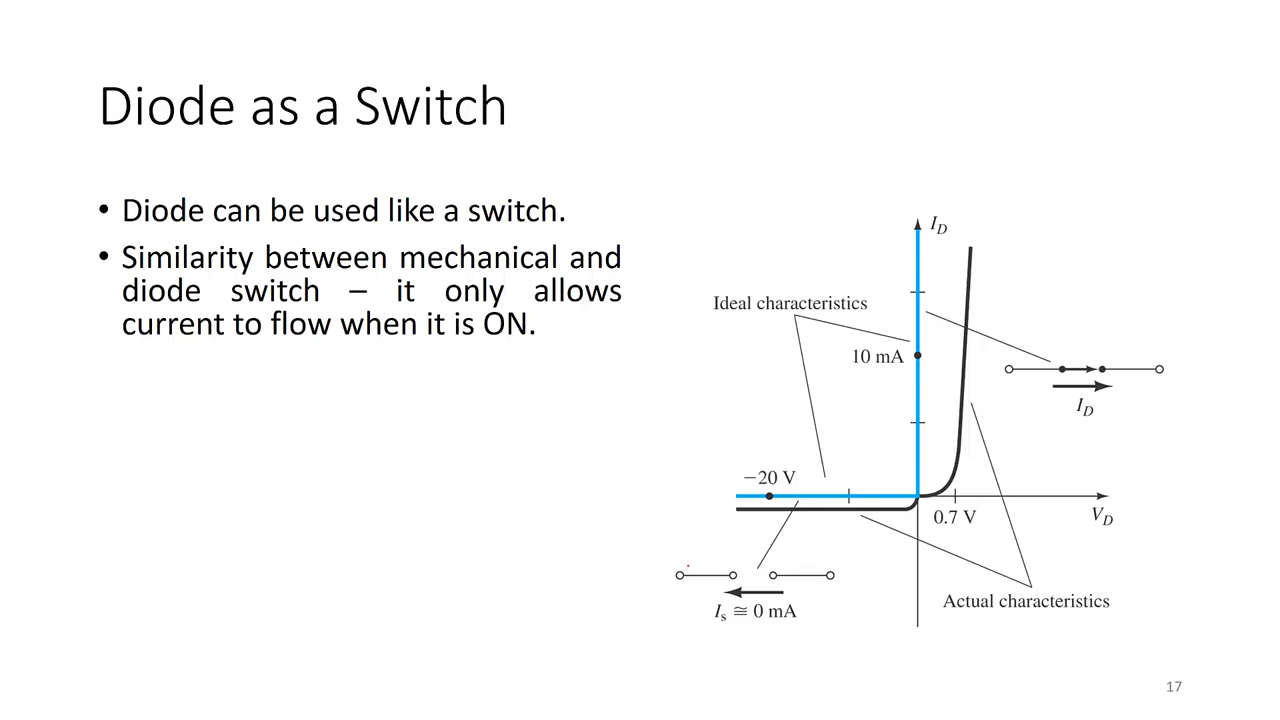 Diode as a Switch
• Diode can be used like a switch.
• Similarity between mechanical and
diode switch – it only allows
current to flow when it is ON.
I_D
Ideal characteristics
10 mA
I_D
−20 V
0.7 V
V_D
I_s ≅ 0 mA
Actual characteristics
17